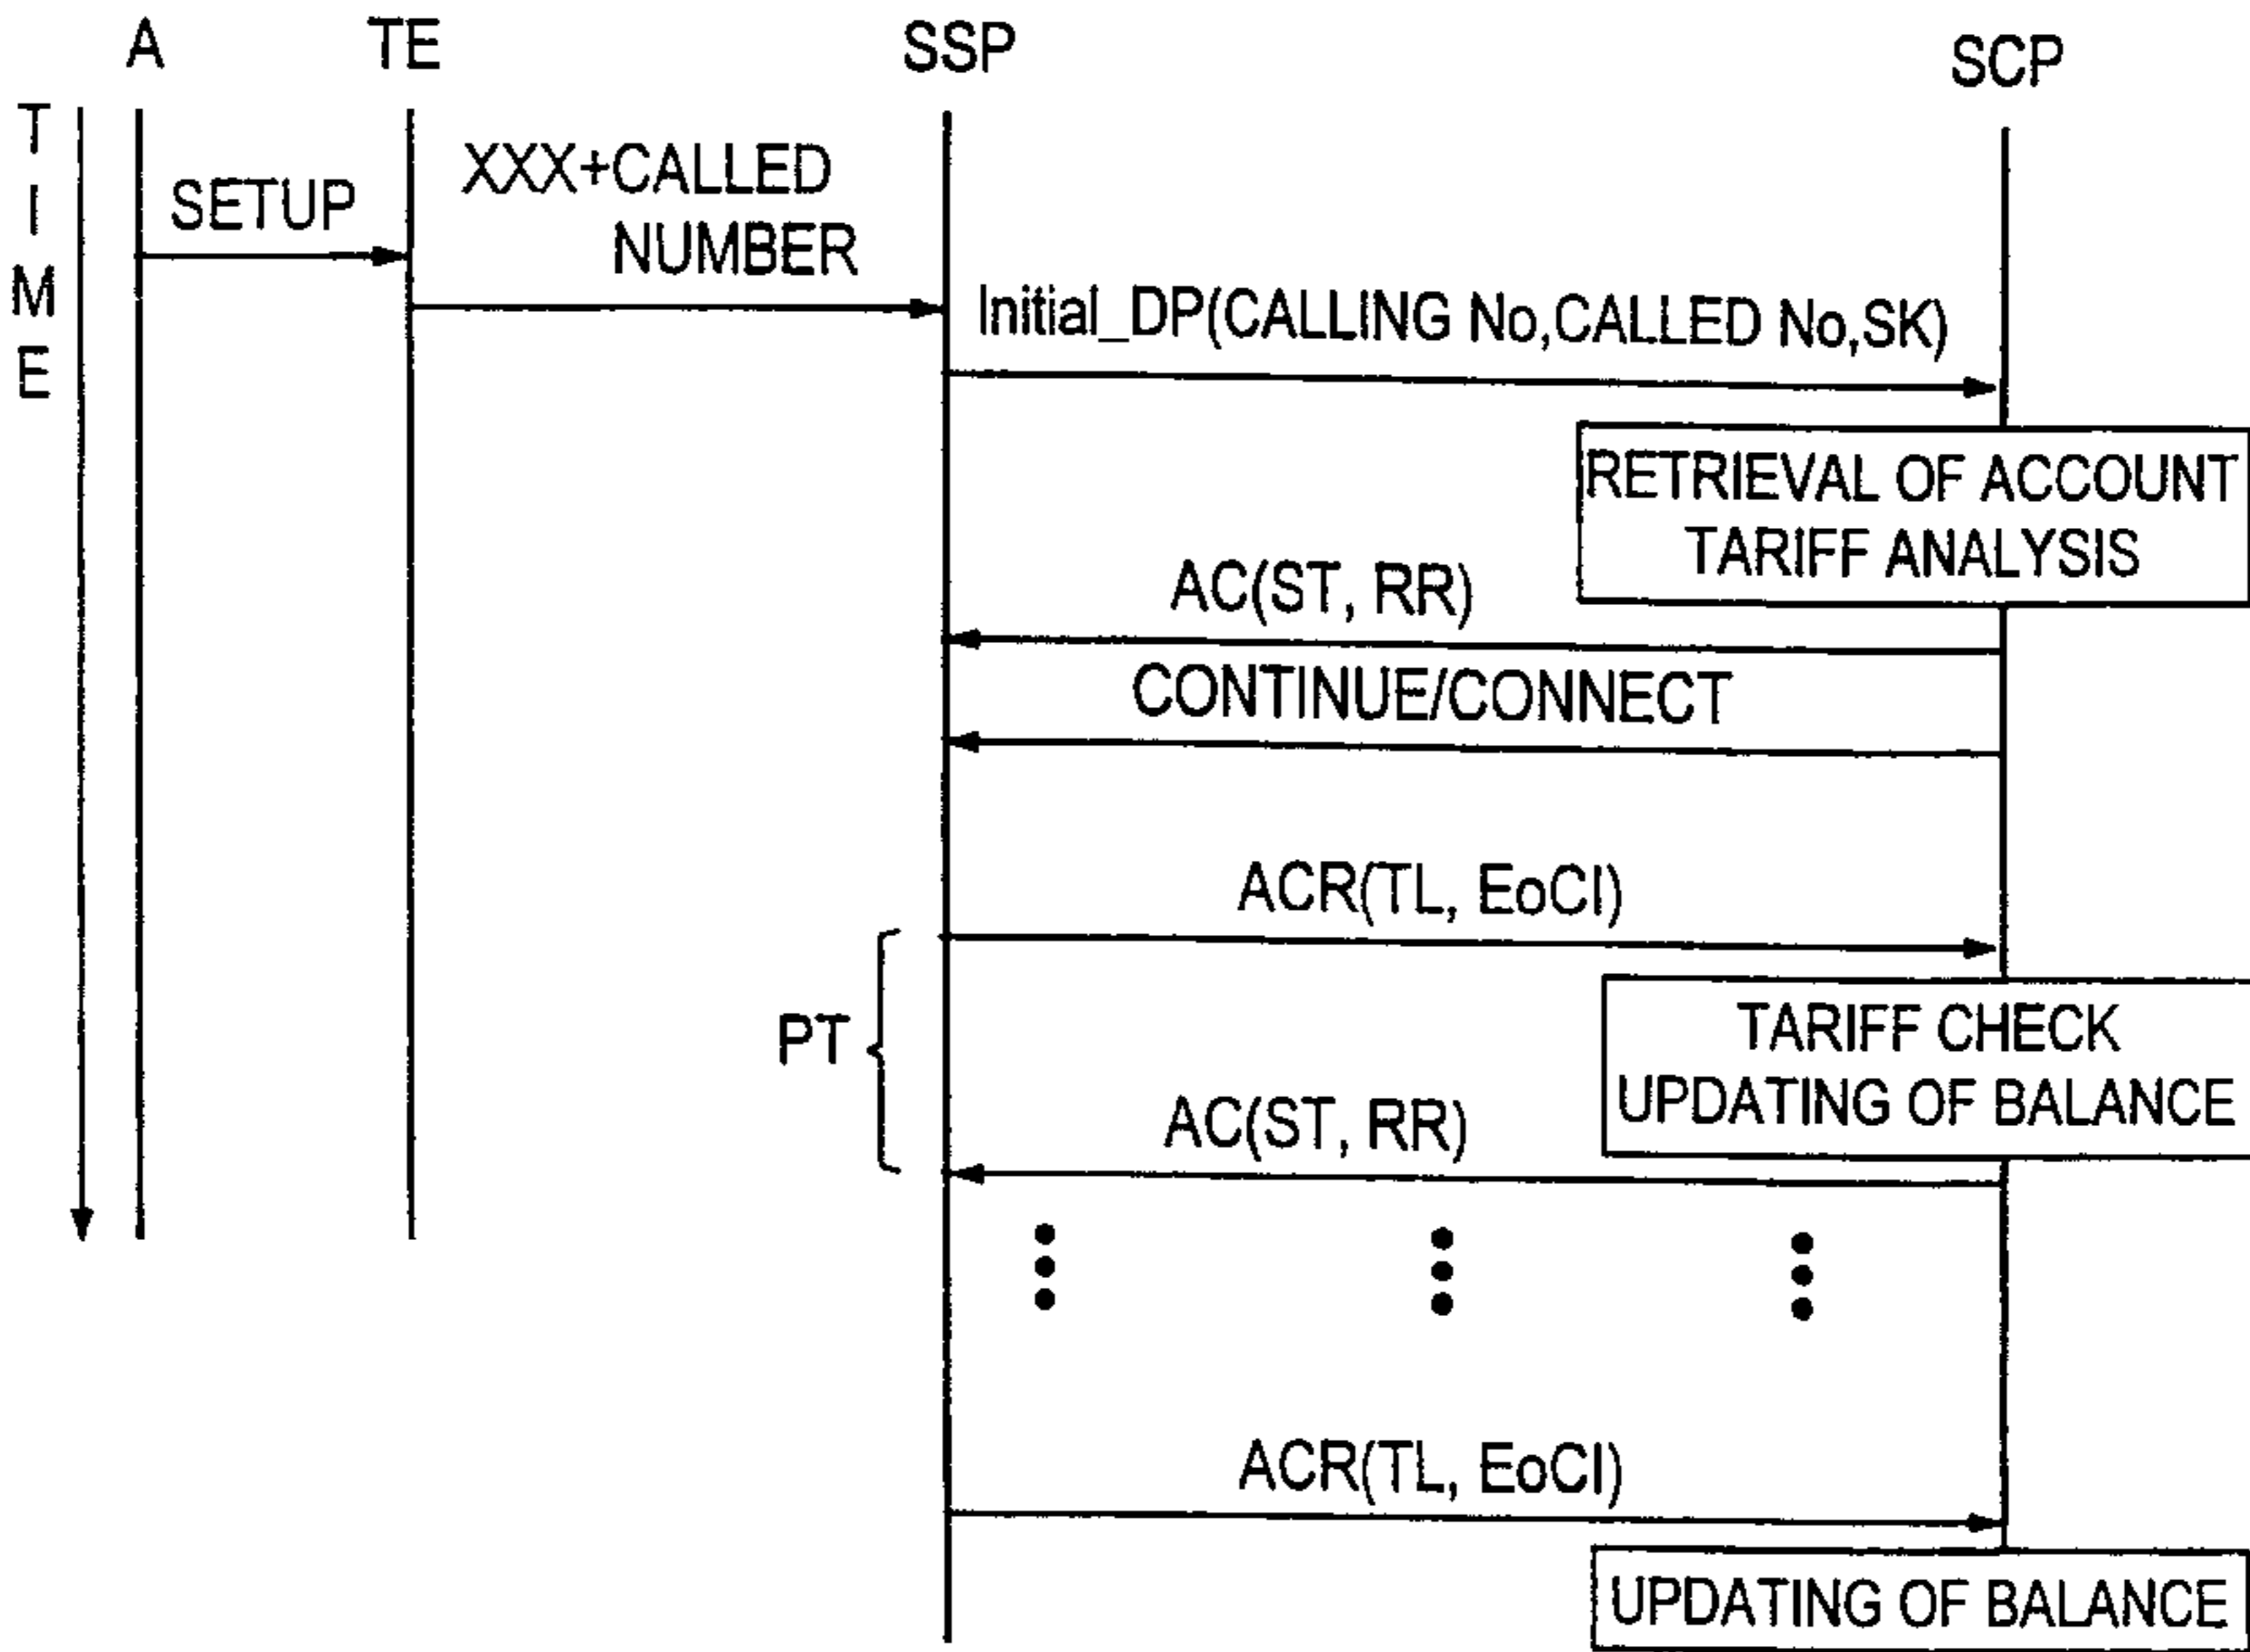 A
TE
SSP
SCP
TIME
SETUP
XXX+CALLED
NUMBER
Initial_DP(CALLING No,CALLED No,SK)
RETRIEVAL OF ACCOUNT
TARIFF ANALYSIS
AC(ST, RR)
CONTINUE/CONNECT
ACR(TL, EoCI)
PT
TARIFF CHECK
UPDATING OF BALANCE
AC(ST, RR)
ACR(TL, EoCI)
UPDATING OF BALANCE